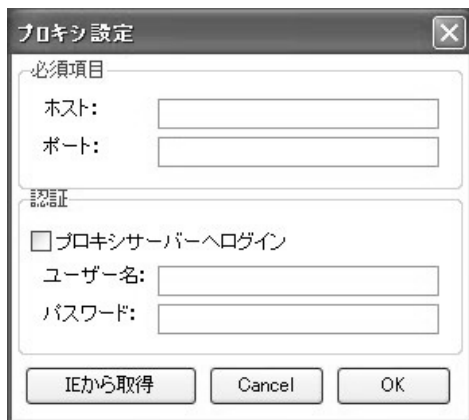 プロキシ設定
必須項目
ホスト:
ポート:
認証
プロキシサーバーへログイン
ユーザー名:
パスワード:
IEから取得 Cancel OK